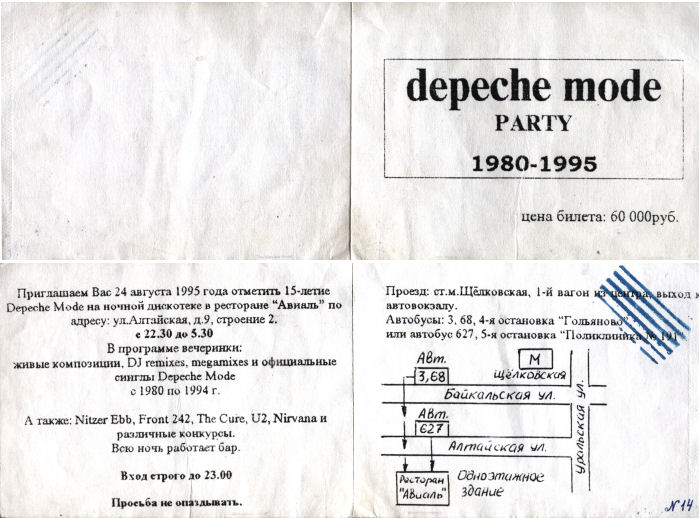 depeche mode
PARTY
1980-1995
цена билета: 60 000руб.
Приглашаем Вас 24 августа 1995 года отметить 15-летие
Depeche Mode на ночной дискотеке в ресторане "Авиаль" по
адресу: ул.Алтайская, д.9, строение 2.
с 22.30 до 5.30
В программе вечеринки:
живые композиции, DJ remixes, megamixes и официальные
синглы Depeche Mode
с 1980 по 1994 г.
А также: Nitzer Ebb, Front 242, The Cure, U2, Nirvana и
различные конкурсы.
Всю ночь работает бар.
Вход строго до 23.00
Просьба не опаздывать.
Проезд: ст.м.Щёлковская, 1-й вагон из центра, выход к
автовокзалу.
Автобусы: 3, 68, 4-я остановка "Гольяново"
или автобус 627, 5-я остановка "Поликлиника № 191"
Авт.
3,68
М
Щёлковская
Байкальская ул.
Авт.
627
Алтайская ул.
Уральская ул.
Ресторан
"Авиаль"
Одноэтажное
здание
№14